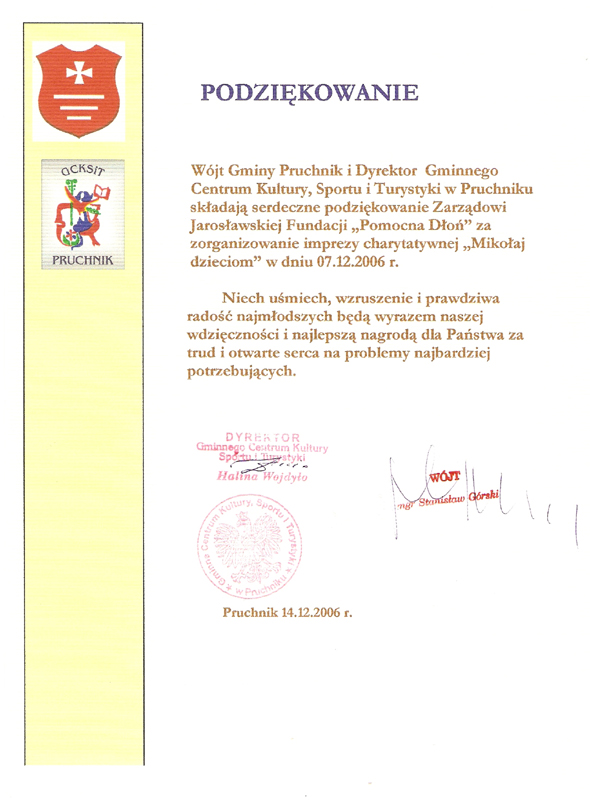 GCKSiT
PRUCHNIK
PODZIĘKOWANIE
Wójt Gminy Pruchnik i Dyrektor Gminnego
Centrum Kultury, Sportu i Turystyki w Pruchniku
składają serdeczne podziękowanie Zarządowi
Jarosławskiej Fundacji „Pomocna Dłoń” za
zorganizowanie imprezy charytatywnej „Mikołaj
dzieciom” w dniu 07.12.2006 r.
Niech uśmiech, wzruszenie i prawdziwa
radość najmłodszych będą wyrazem naszej
wdzięczności i najlepszą nagrodą dla Państwa za
trud i otwarte serca na problemy najbardziej
potrzebujących.
DYREKTOR
Gminnego Centrum Kultury
Sportu i Turystyki
Halina Wojdyło
WÓJT
mgr Stanisław Górski
Gminne Centrum Kultury, Sportu i Turystyki
w Pruchniku
Pruchnik 14.12.2006 r.